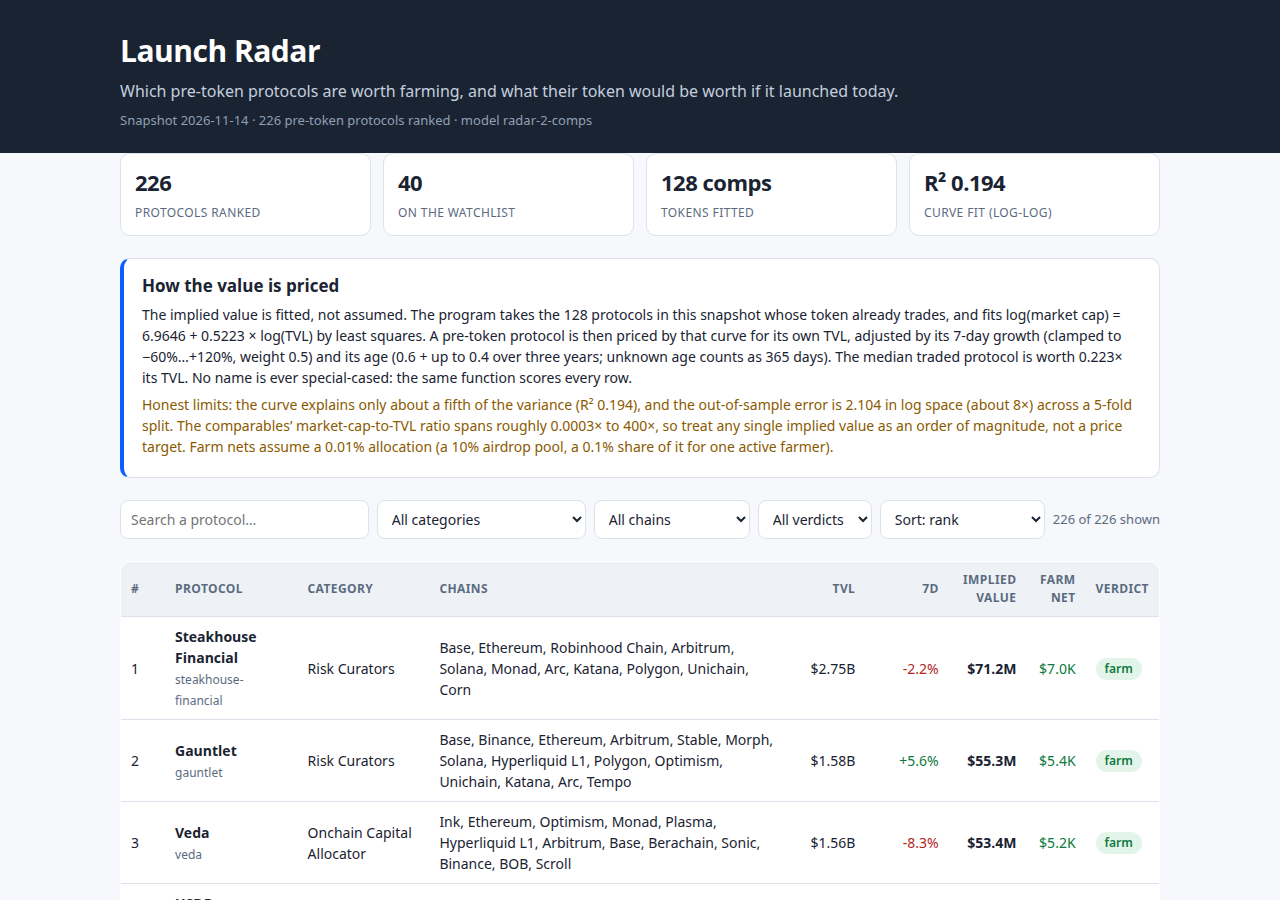 Launch Radar
Which pre-token protocols are worth farming, and what their token would be worth if it launched today.
Snapshot 2026-11-14 · 226 pre-token protocols ranked · model radar-2-comps
226
PROTOCOLS RANKED
40
ON THE WATCHLIST
128 comps
TOKENS FITTED
R² 0.194
CURVE FIT (LOG-LOG)
How the value is priced
The implied value is fitted, not assumed. The program takes the 128 protocols in this snapshot whose token already trades, and fits log(market cap) =
6.9646 + 0.5223 × log(TVL) by least squares. A pre-token protocol is then priced by that curve for its own TVL, adjusted by its 7-day growth (clamped to
−60%…+120%, weight 0.5) and its age (0.6 + up to 0.4 over three years; unknown age counts as 365 days). The median traded protocol is worth 0.223×
its TVL. No name is ever special-cased: the same function scores every row.
Honest limits: the curve explains only about a fifth of the variance (R² 0.194), and the out-of-sample error is 2.104 in log space (about 8×) across a 5-fold
split. The comparables’ market-cap-to-TVL ratio spans roughly 0.0003× to 400×, so treat any single implied value as an order of magnitude, not a price
target. Farm nets assume a 0.01% allocation (a 10% airdrop pool, a 0.1% share of it for one active farmer).
Search a protocol…
All categories
All chains
All verdicts
Sort: rank
226 of 226 shown
# PROTOCOL CATEGORY CHAINS TVL 7D IMPLIED VALUE FARM NET VERDICT
1
Steakhouse
Financial
steakhouse-
financial
Risk Curators
Base, Ethereum, Robinhood Chain, Arbitrum,
Solana, Monad, Arc, Katana, Polygon, Unichain,
Corn
$2.75B
-2.2%
$71.2M
$7.0K
farm
2
Gauntlet
gauntlet
Risk Curators
Base, Binance, Ethereum, Arbitrum, Stable, Morph,
Solana, Hyperliquid L1, Polygon, Optimism,
Unichain, Katana, Arc, Tempo
$1.58B
+5.6%
$55.3M
$5.4K
farm
3
Veda
veda
Onchain Capital
Allocator
Ink, Ethereum, Optimism, Monad, Plasma,
Hyperliquid L1, Arbitrum, Base, Berachain, Sonic,
Binance, BOB, Scroll
$1.56B
-8.3%
$53.4M
$5.2K
farm